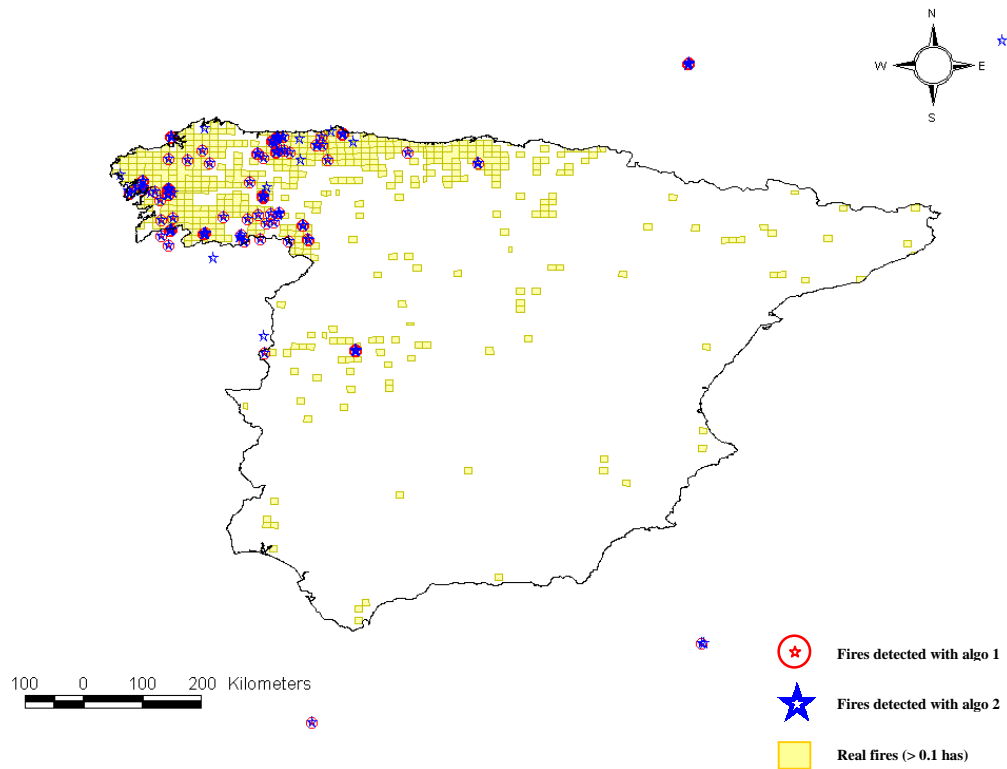 N
W E
S
100 0 100 200 Kilometers
Fires detected with algo 1
Fires detected with algo 2
Real fires (> 0.1 has)